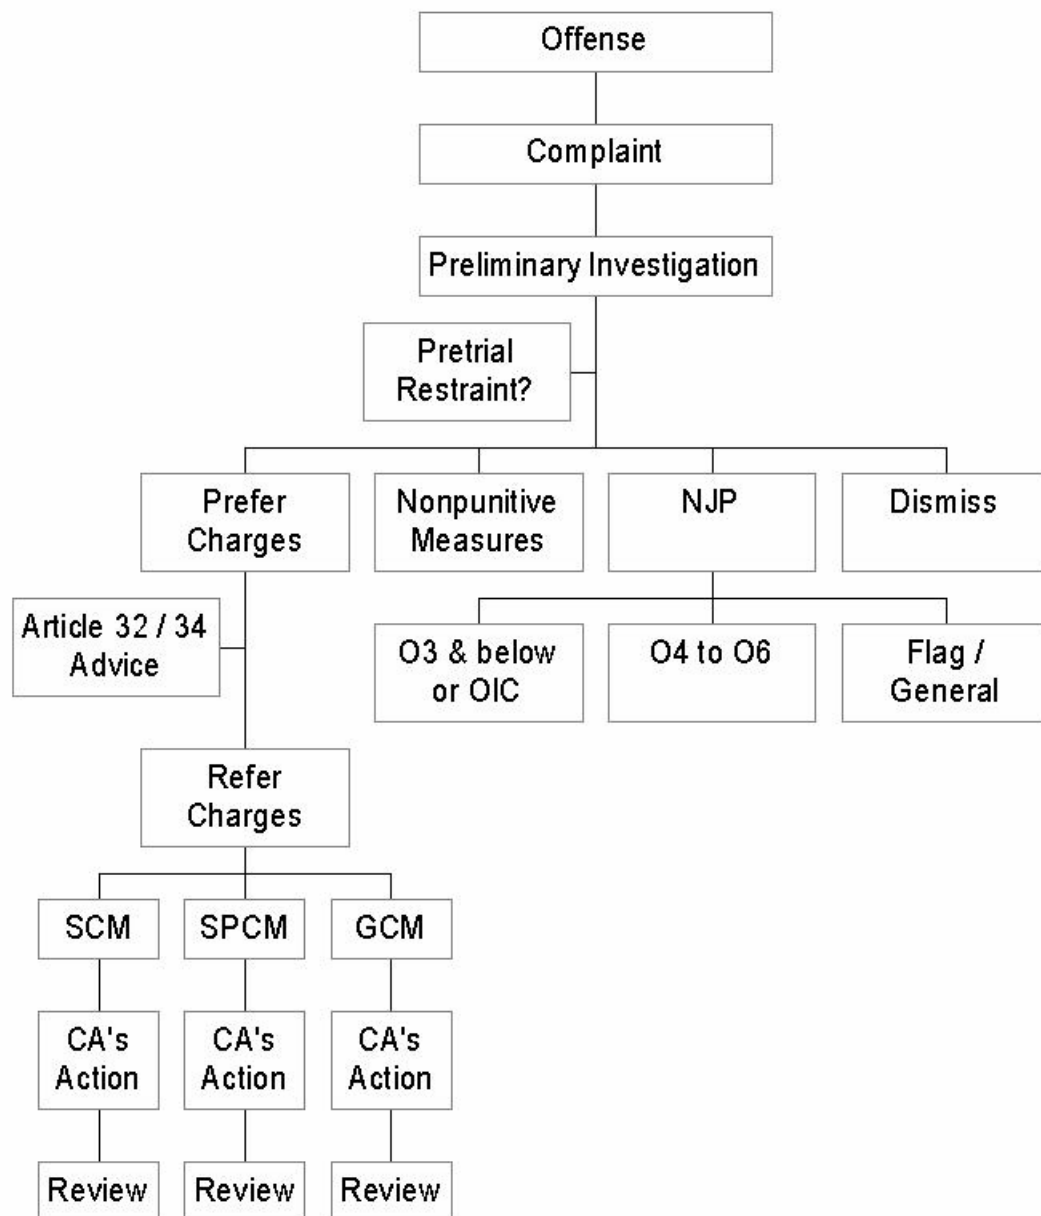 Offense
Complaint
Preliminary Investigation
Pretrial
Restraint?
Prefer
Charges
Nonpunitive
Measures
NJP
Dismiss
Article 32 / 34
Advice
O3 & below
or OIC
O4 to O6
Flag /
General
Refer
Charges
SCM
SPCM
GCM
CA's
Action
CA's
Action
CA's
Action
Review
Review
Review